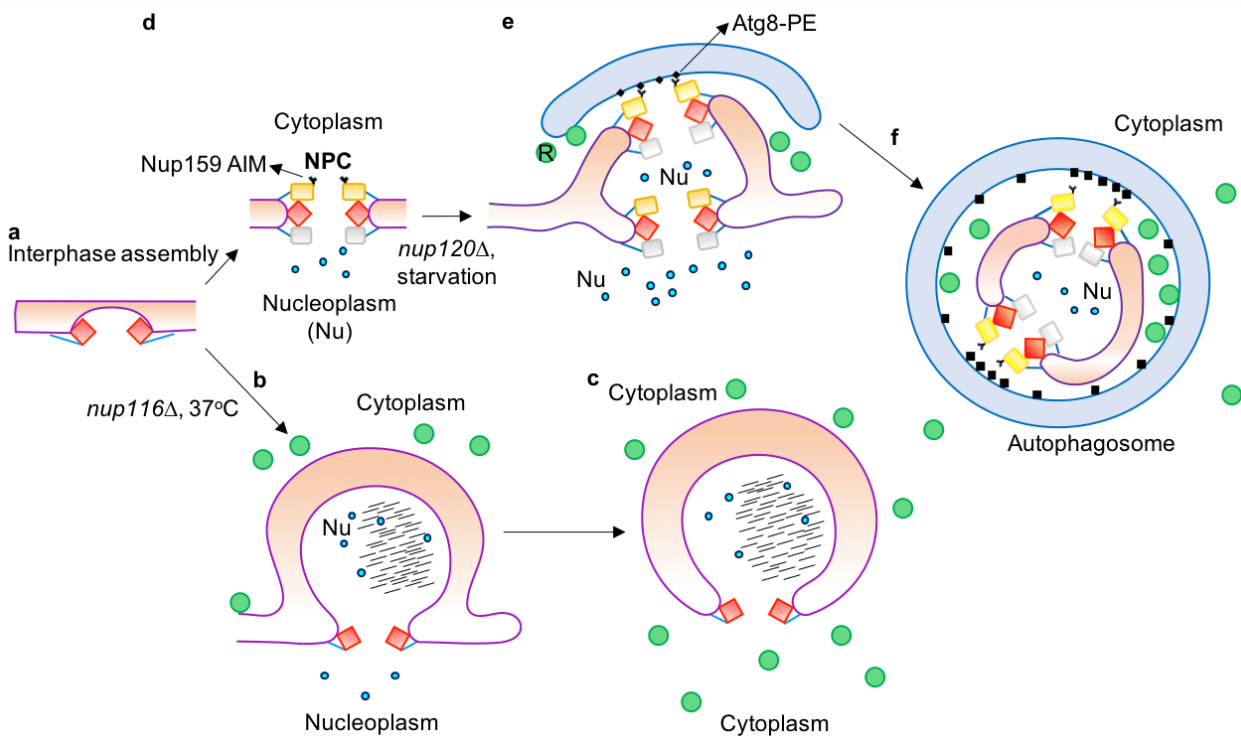 d
e
Atg8-PE
Cytoplasm
Nup159 AIM
NPC
R
Nu
f
Cytoplasm
a
Interphase assembly
nup120Δ,
starvation
Nucleoplasm
(Nu)
Nu
Nu
Autophagosome
nup116Δ, 37°C
b
Cytoplasm
c
Cytoplasm
Nu
Nucleoplasm
Cytoplasm